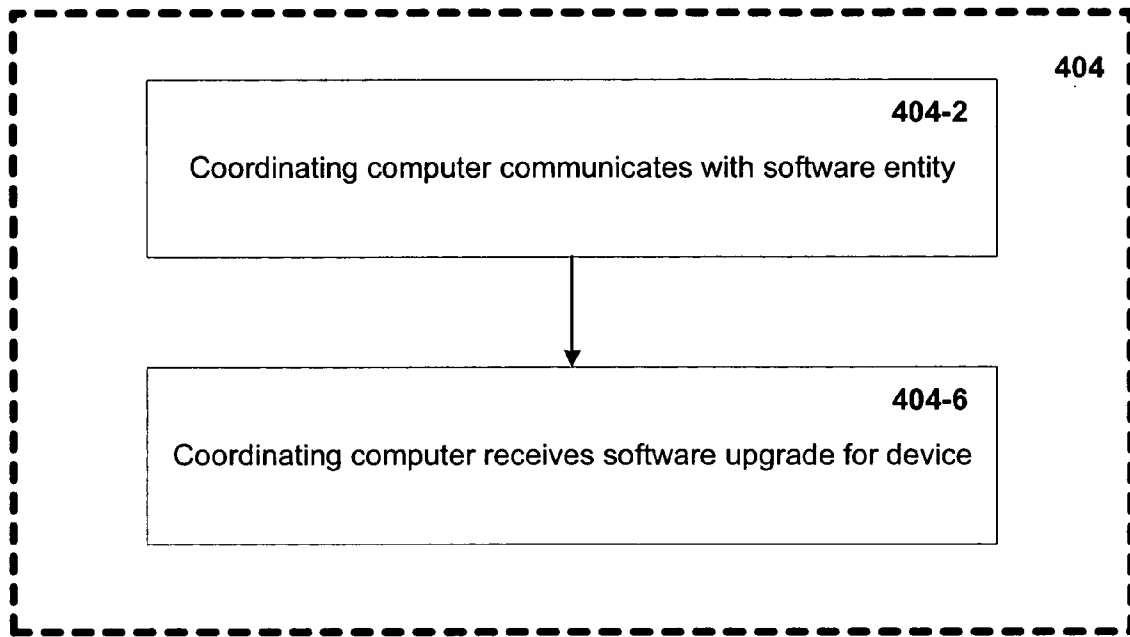 404
404-2
Coordinating computer communicates with software entity
404-6
Coordinating computer receives software upgrade for device